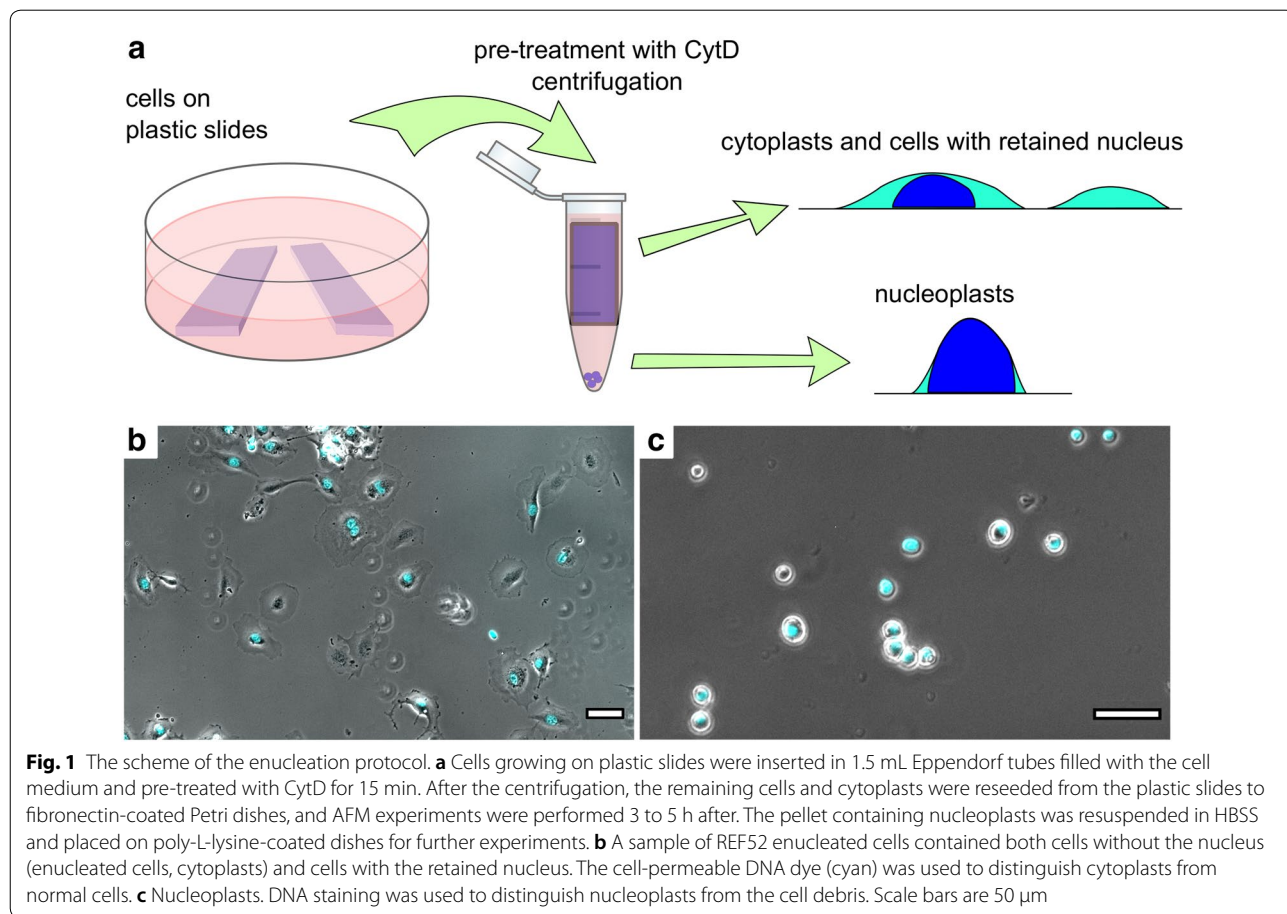 a
pre-treatment with CytD
centrifugation
cells on
plastic slides
cytoplasts and cells with retained nucleus
nucleoplasts
b
c
Fig. 1 The scheme of the enucleation protocol. a Cells growing on plastic slides were inserted in 1.5 mL Eppendorf tubes filled with the cell
medium and pre-treated with CytD for 15 min. After the centrifugation, the remaining cells and cytoplasts were reseeded from the plastic slides to
fibronectin-coated Petri dishes, and AFM experiments were performed 3 to 5 h after. The pellet containing nucleoplasts was resuspended in HBSS
and placed on poly-L-lysine-coated dishes for further experiments. b A sample of REF52 enucleated cells contained both cells without the nucleus
(enucleated cells, cytoplasts) and cells with the retained nucleus. The cell-permeable DNA dye (cyan) was used to distinguish cytoplasts from
normal cells. c Nucleoplasts. DNA staining was used to distinguish nucleoplasts from the cell debris. Scale bars are 50 μm